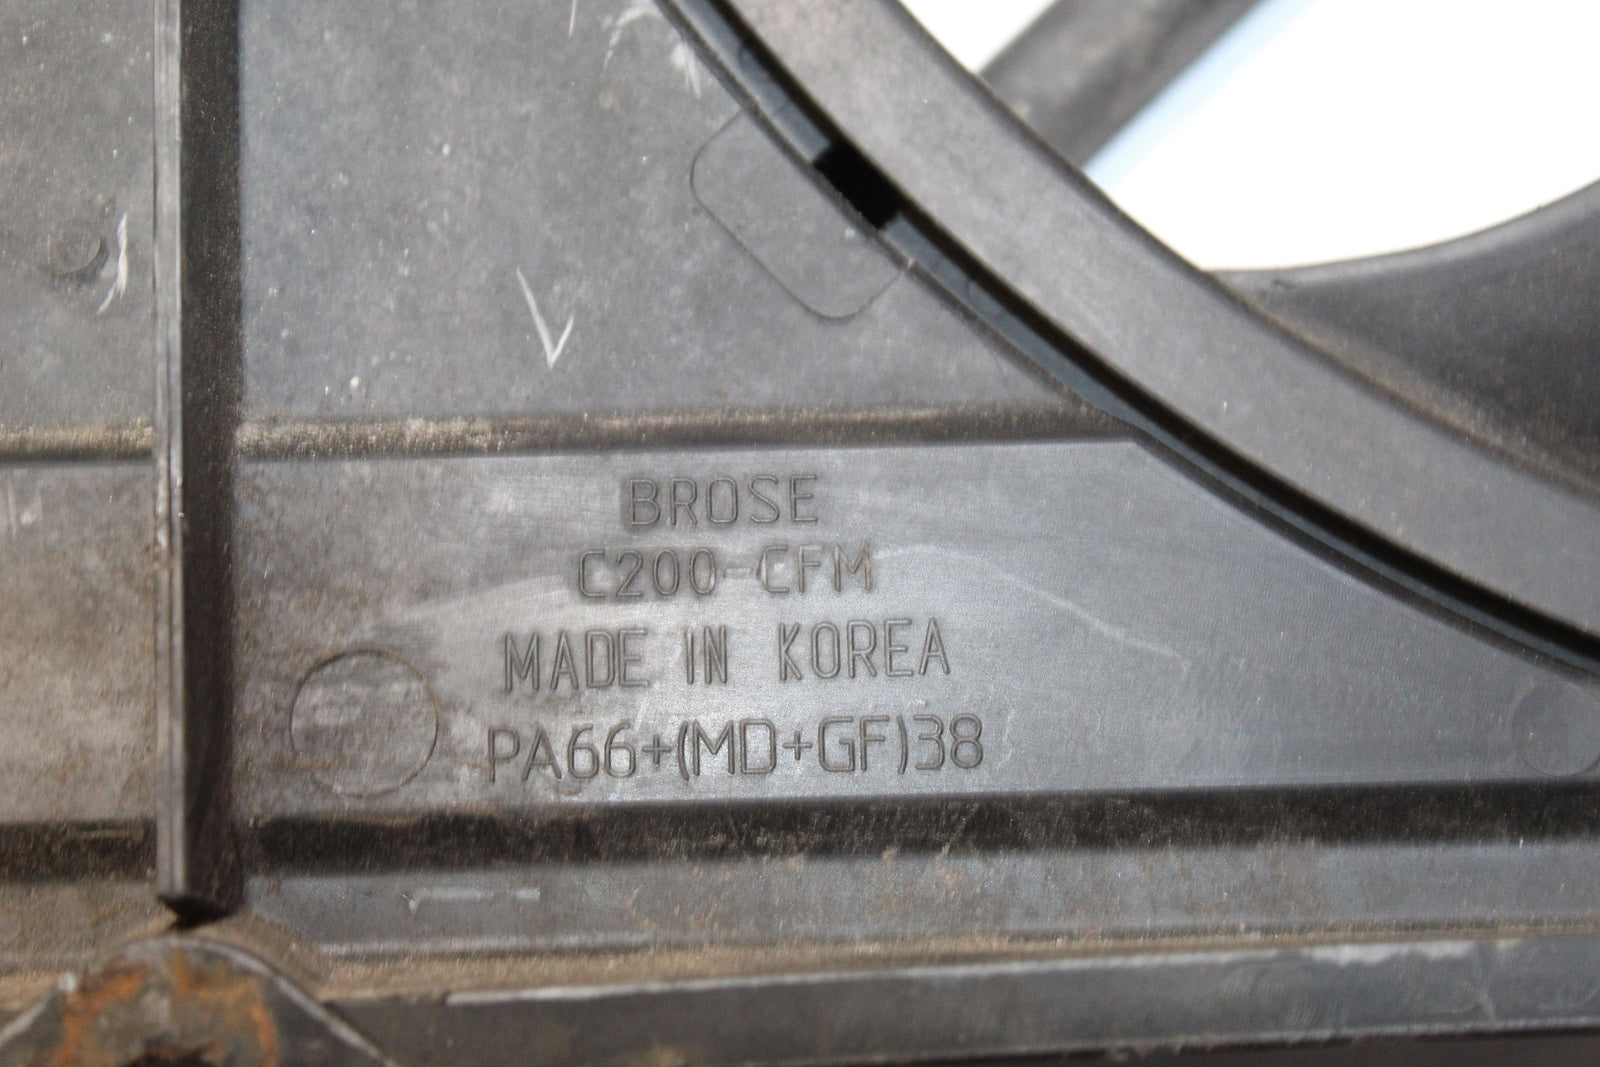 BROSE
C200-CFM
MADE IN KOREA
PA66+(MD+GF)38